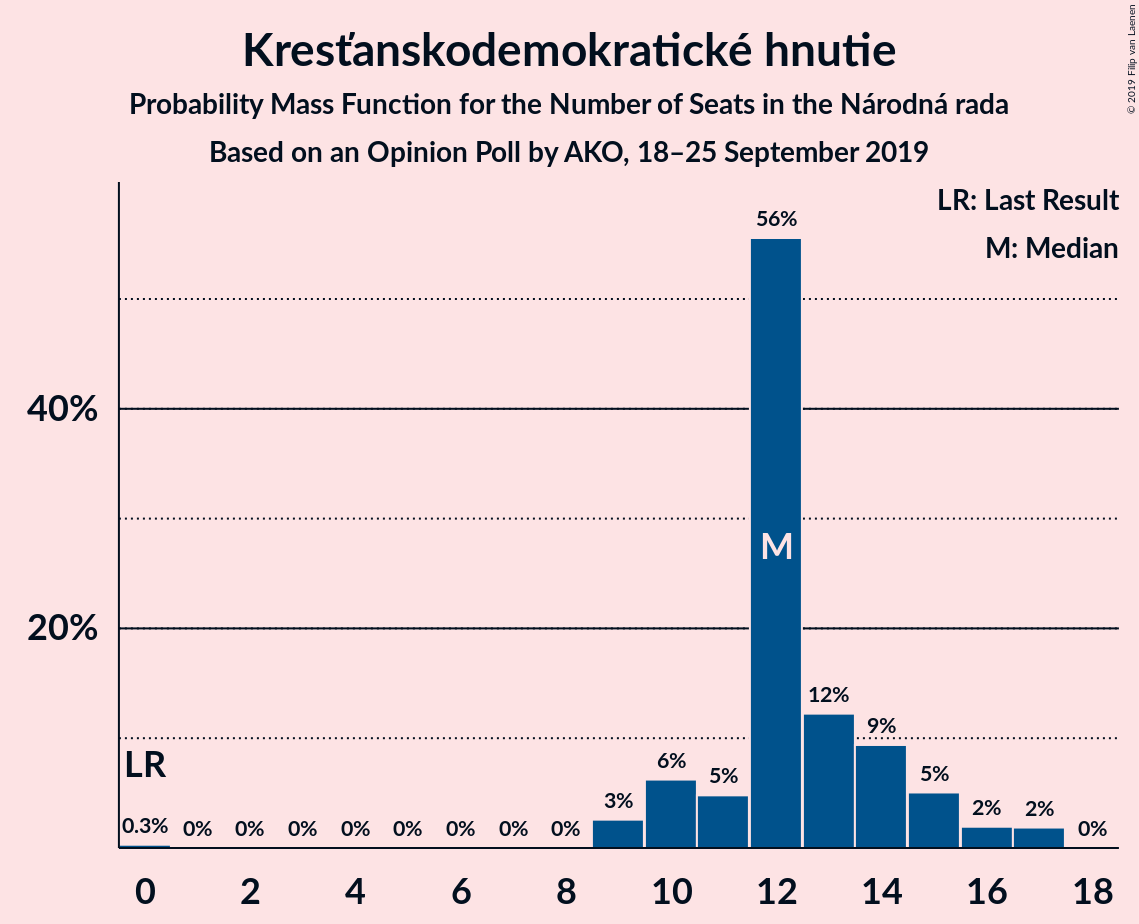 Kresťanskodemokratické hnutie
Probability Mass Function for the Number of Seats in the Národná rada
Based on an Opinion Poll by AKO, 18–25 September 2019
© 2019 Filip van Laenen
LR: Last Result
M: Median
40%
20%
LR
M
0.3% 0% 0% 0% 0% 0% 0% 0% 0% 3% 6% 5% 56% 12% 9% 5% 2% 2% 0%
0 2 4 6 8 10 12 14 16 18